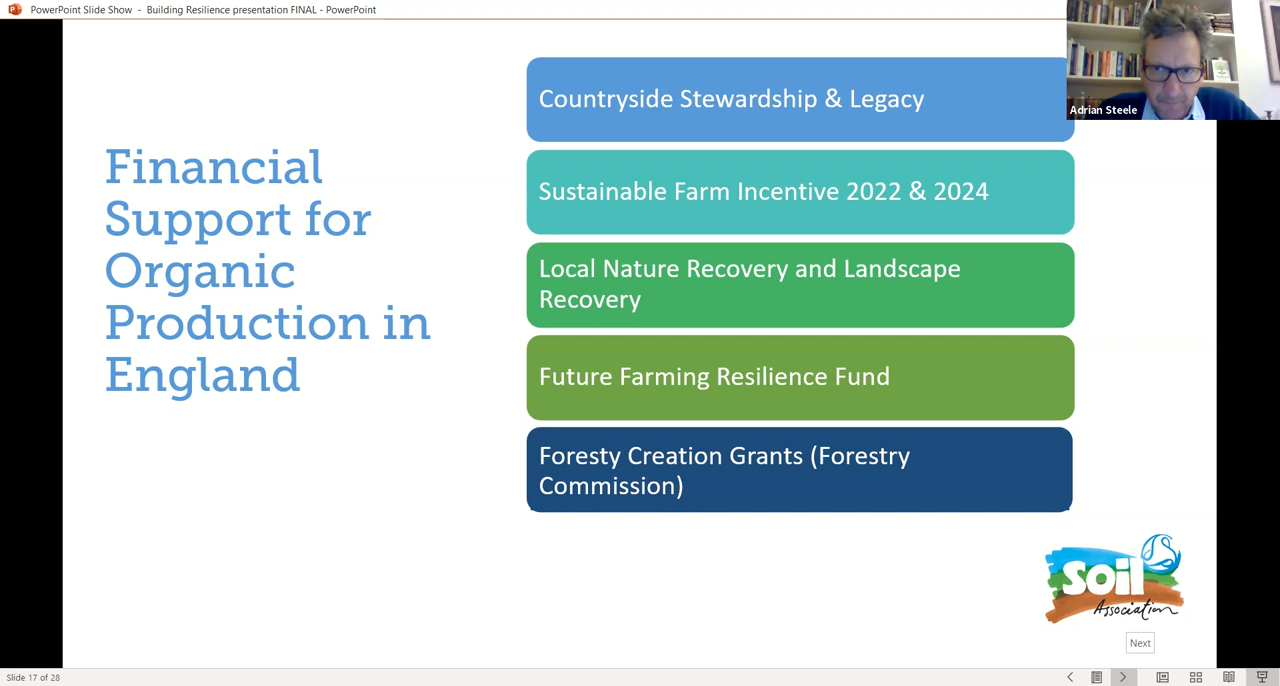 PowerPoint Slide Show - Building Resilience presentation FINAL - PowerPoint
Adrian Steele
Financial
Support for
Organic
Production in
England
Countryside Stewardship & Legacy
Sustainable Farm Incentive 2022 & 2024
Local Nature Recovery and Landscape
Recovery
Future Farming Resilience Fund
Foresty Creation Grants (Forestry
Commission)
Soil
Association
Next
Slide 17 of 28